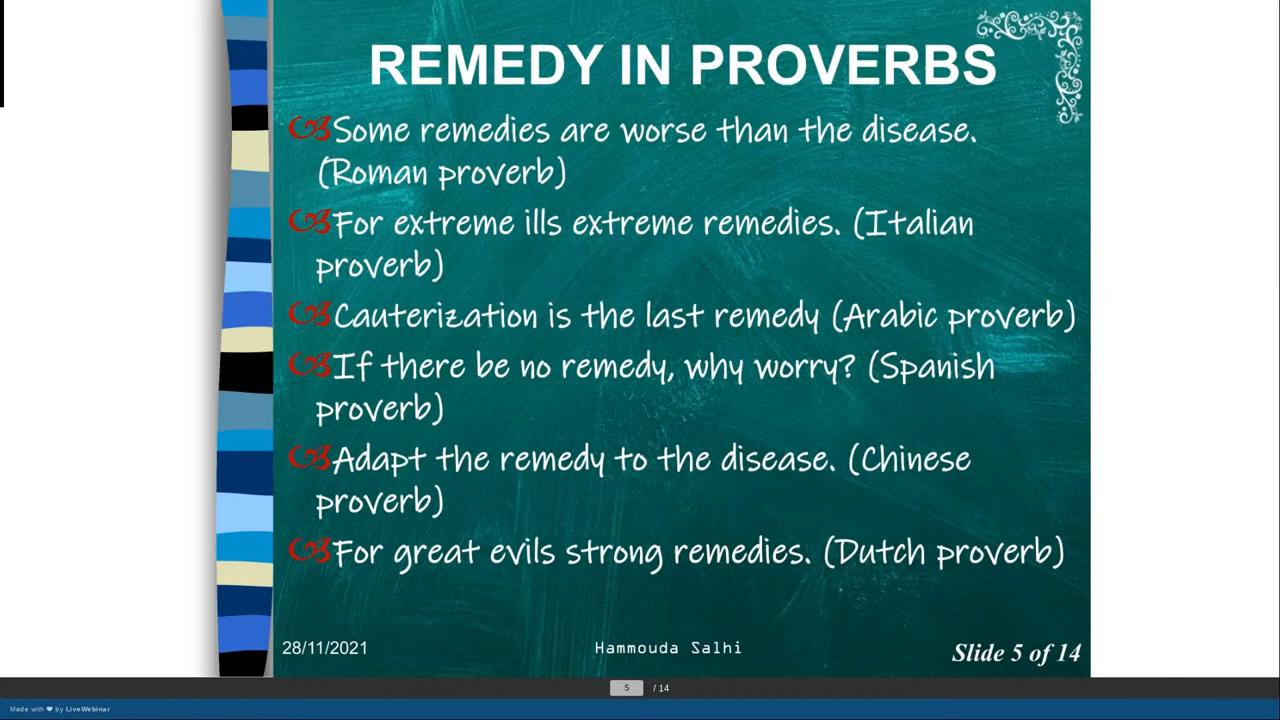 REMEDY IN PROVERBS
Some remedies are worse than the disease.
(Roman proverb)
For extreme ills extreme remedies. (Italian
proverb)
Cauterization is the last remedy (Arabic proverb)
If there be no remedy, why worry? (Spanish
proverb)
Adapt the remedy to the disease. (Chinese
proverb)
For great evils strong remedies. (Dutch proverb)
28/11/2021 Hammouda Salhi Slide 5 of 14
5 / 14
Made with ❤ by LiveWebinar